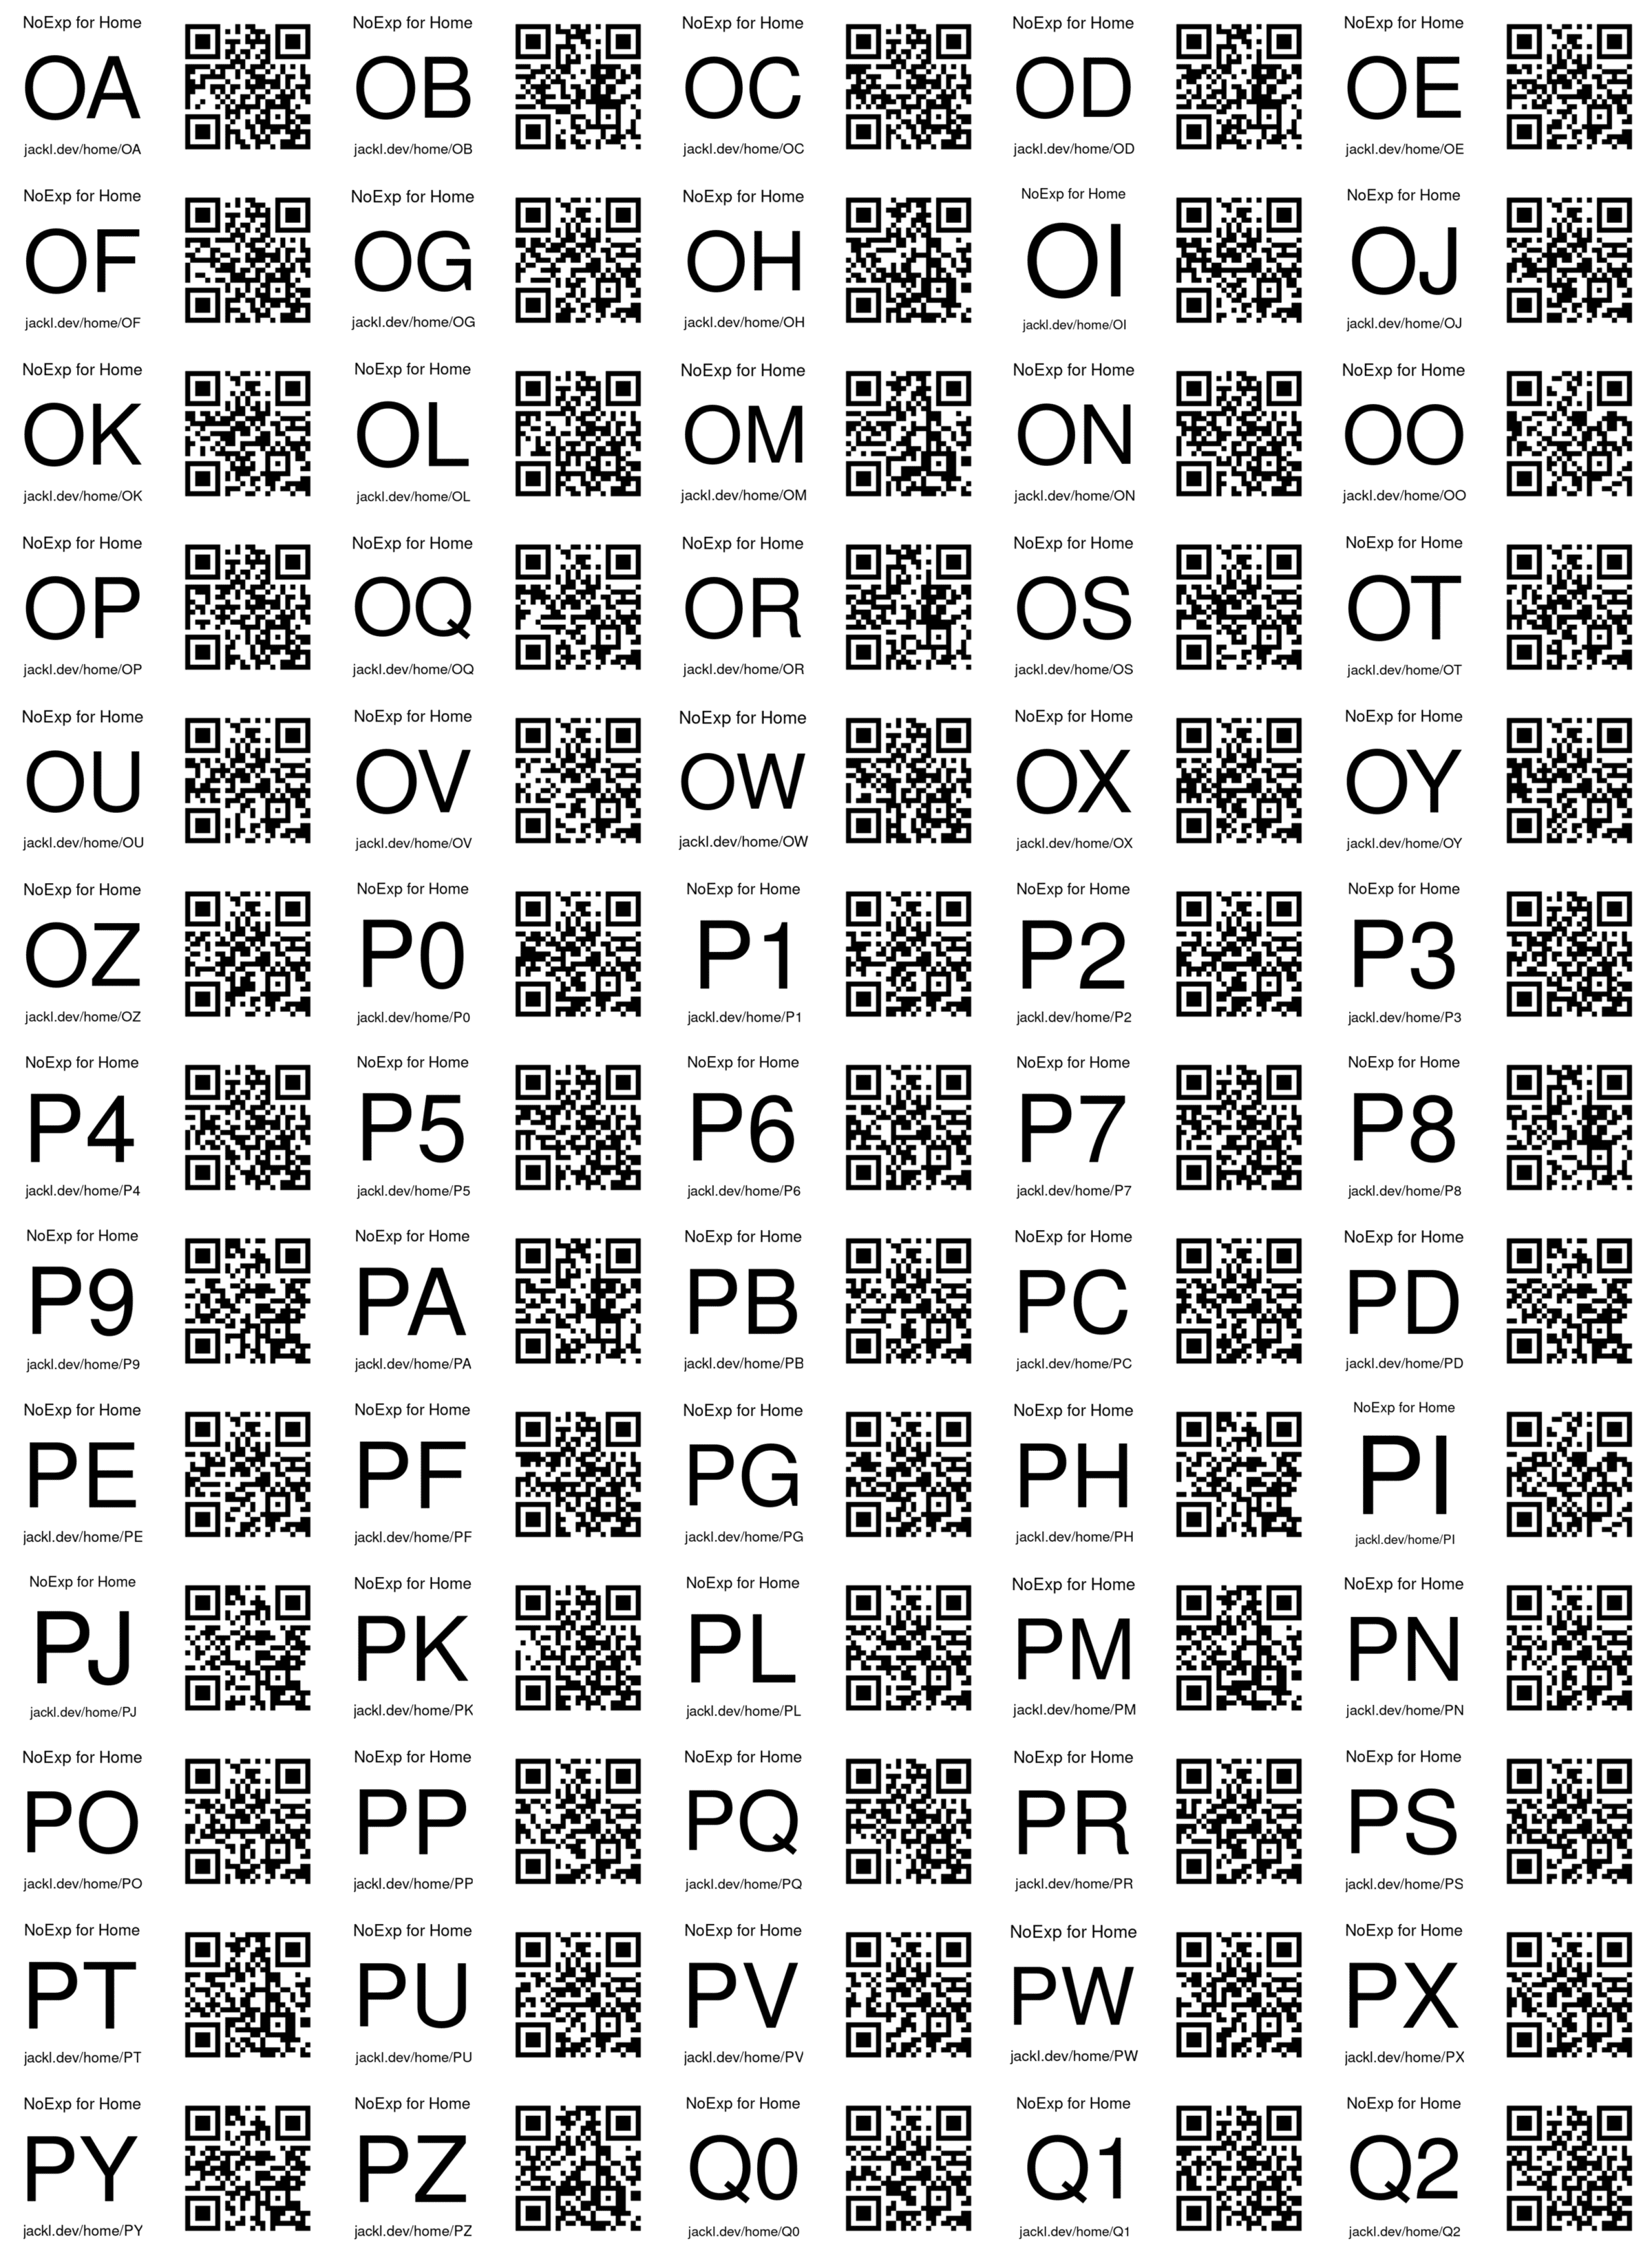 NoExp for Home
OA
jackl.dev/home/OA
NoExp for Home
OB
jackl.dev/home/OB
NoExp for Home
OC
jackl.dev/home/OC
NoExp for Home
OD
jackl.dev/home/OD
NoExp for Home
OE
jackl.dev/home/OE
NoExp for Home
OF
jackl.dev/home/OF
NoExp for Home
OG
jackl.dev/home/OG
NoExp for Home
OH
jackl.dev/home/OH
NoExp for Home
OI
jackl.dev/home/OI
NoExp for Home
OJ
jackl.dev/home/OJ
NoExp for Home
OK
jackl.dev/home/OK
NoExp for Home
OL
jackl.dev/home/OL
NoExp for Home
OM
jackl.dev/home/OM
NoExp for Home
ON
jackl.dev/home/ON
NoExp for Home
OO
jackl.dev/home/OO
NoExp for Home
OP
jackl.dev/home/OP
NoExp for Home
OQ
jackl.dev/home/OQ
NoExp for Home
OR
jackl.dev/home/OR
NoExp for Home
OS
jackl.dev/home/OS
NoExp for Home
OT
jackl.dev/home/OT
NoExp for Home
OU
jackl.dev/home/OU
NoExp for Home
OV
jackl.dev/home/OV
NoExp for Home
OW
jackl.dev/home/OW
NoExp for Home
OX
jackl.dev/home/OX
NoExp for Home
OY
jackl.dev/home/OY
NoExp for Home
OZ
jackl.dev/home/OZ
NoExp for Home
P0
jackl.dev/home/P0
NoExp for Home
P1
jackl.dev/home/P1
NoExp for Home
P2
jackl.dev/home/P2
NoExp for Home
P3
jackl.dev/home/P3
NoExp for Home
P4
jackl.dev/home/P4
NoExp for Home
P5
jackl.dev/home/P5
NoExp for Home
P6
jackl.dev/home/P6
NoExp for Home
P7
jackl.dev/home/P7
NoExp for Home
P8
jackl.dev/home/P8
NoExp for Home
P9
jackl.dev/home/P9
NoExp for Home
PA
jackl.dev/home/PA
NoExp for Home
PB
jackl.dev/home/PB
NoExp for Home
PC
jackl.dev/home/PC
NoExp for Home
PD
jackl.dev/home/PD
NoExp for Home
PE
jackl.dev/home/PE
NoExp for Home
PF
jackl.dev/home/PF
NoExp for Home
PG
jackl.dev/home/PG
NoExp for Home
PH
jackl.dev/home/PH
NoExp for Home
PI
jackl.dev/home/PI
NoExp for Home
PJ
jackl.dev/home/PJ
NoExp for Home
PK
jackl.dev/home/PK
NoExp for Home
PL
jackl.dev/home/PL
NoExp for Home
PM
jackl.dev/home/PM
NoExp for Home
PN
jackl.dev/home/PN
NoExp for Home
PO
jackl.dev/home/PO
NoExp for Home
PP
jackl.dev/home/PP
NoExp for Home
PQ
jackl.dev/home/PQ
NoExp for Home
PR
jackl.dev/home/PR
NoExp for Home
PS
jackl.dev/home/PS
NoExp for Home
PT
jackl.dev/home/PT
NoExp for Home
PU
jackl.dev/home/PU
NoExp for Home
PV
jackl.dev/home/PV
NoExp for Home
PW
jackl.dev/home/PW
NoExp for Home
PX
jackl.dev/home/PX
NoExp for Home
PY
jackl.dev/home/PY
NoExp for Home
PZ
jackl.dev/home/PZ
NoExp for Home
Q0
jackl.dev/home/Q0
NoExp for Home
Q1
jackl.dev/home/Q1
NoExp for Home
Q2
jackl.dev/home/Q2